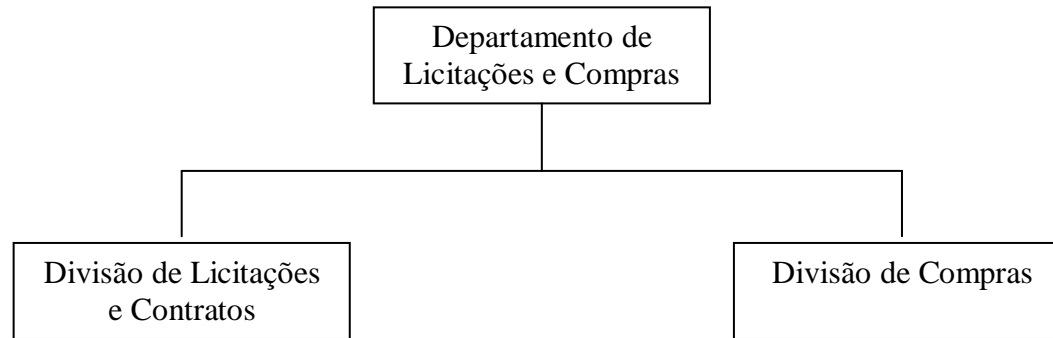 Departamento de
Licitações e Compras
Divisão de Licitações
e Contratos
Divisão de Compras